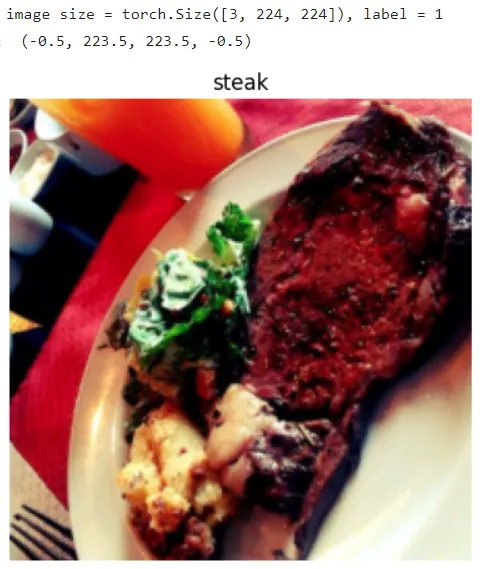 image size = torch.Size([3, 224, 224]), label = 1
(-0.5, 223.5, 223.5, -0.5)
steak